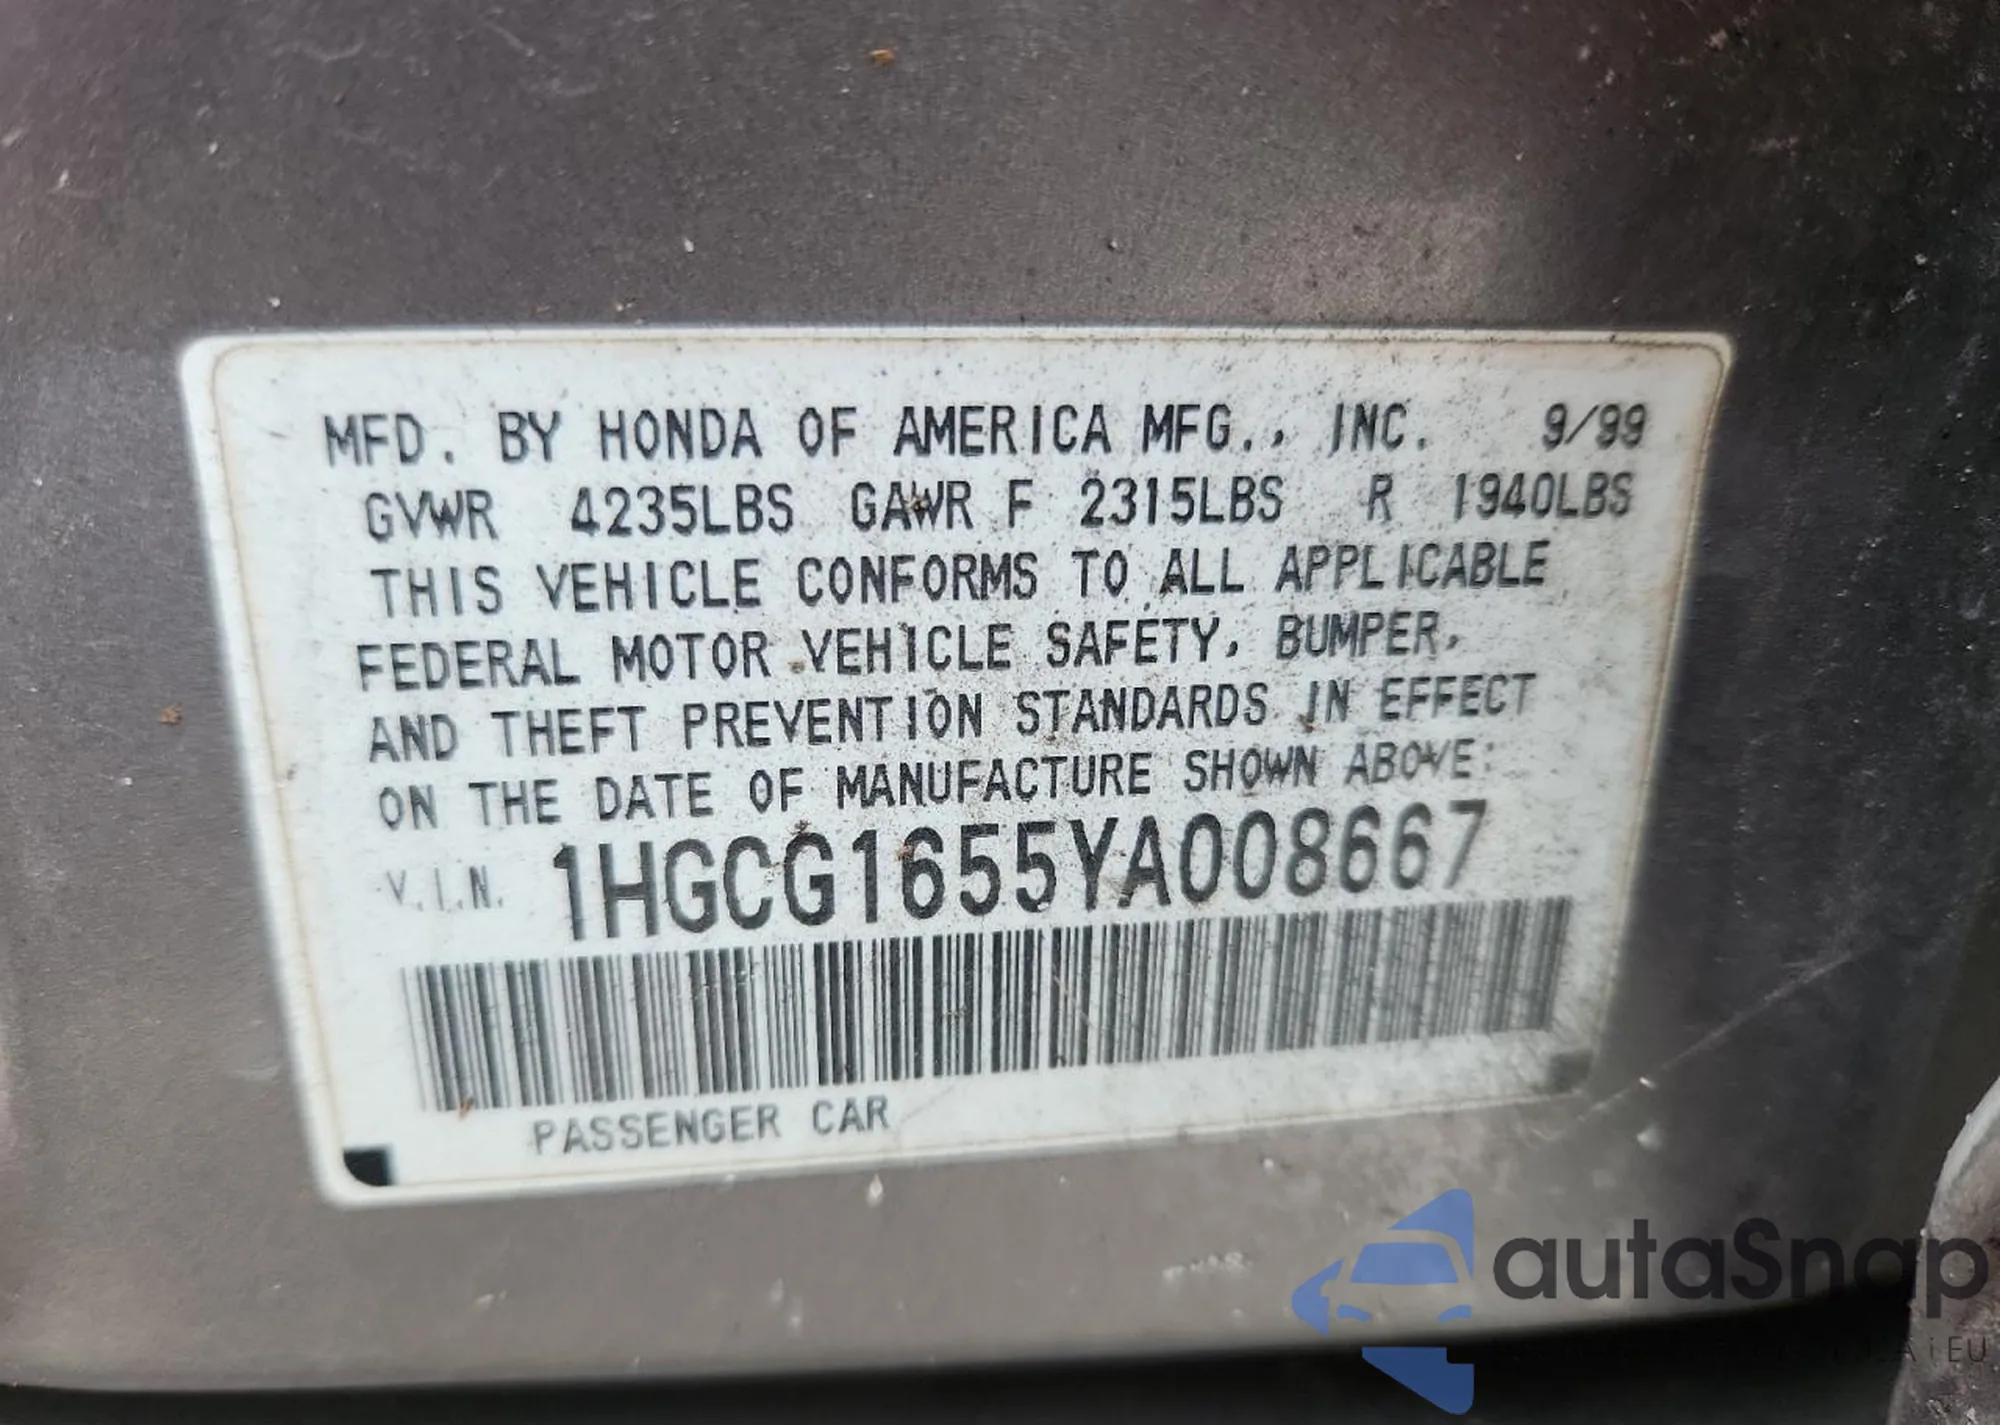 MFD. BY HONDA OF AMERICA MFG., INC. 9/99
GVWR 4235LBS GAWR F 2315LBS R 1940LBS
THIS VEHICLE CONFORMS TO ALL APPLICABLE
FEDERAL MOTOR VEHICLE SAFETY, BUMPER,
AND THEFT PREVENTION STANDARDS IN EFFECT
ON THE DATE OF MANUFACTURE SHOWN ABOVE:
V.I.N. 1HGCG1655YA008667
PASSENGER CAR
autoSnap
EU